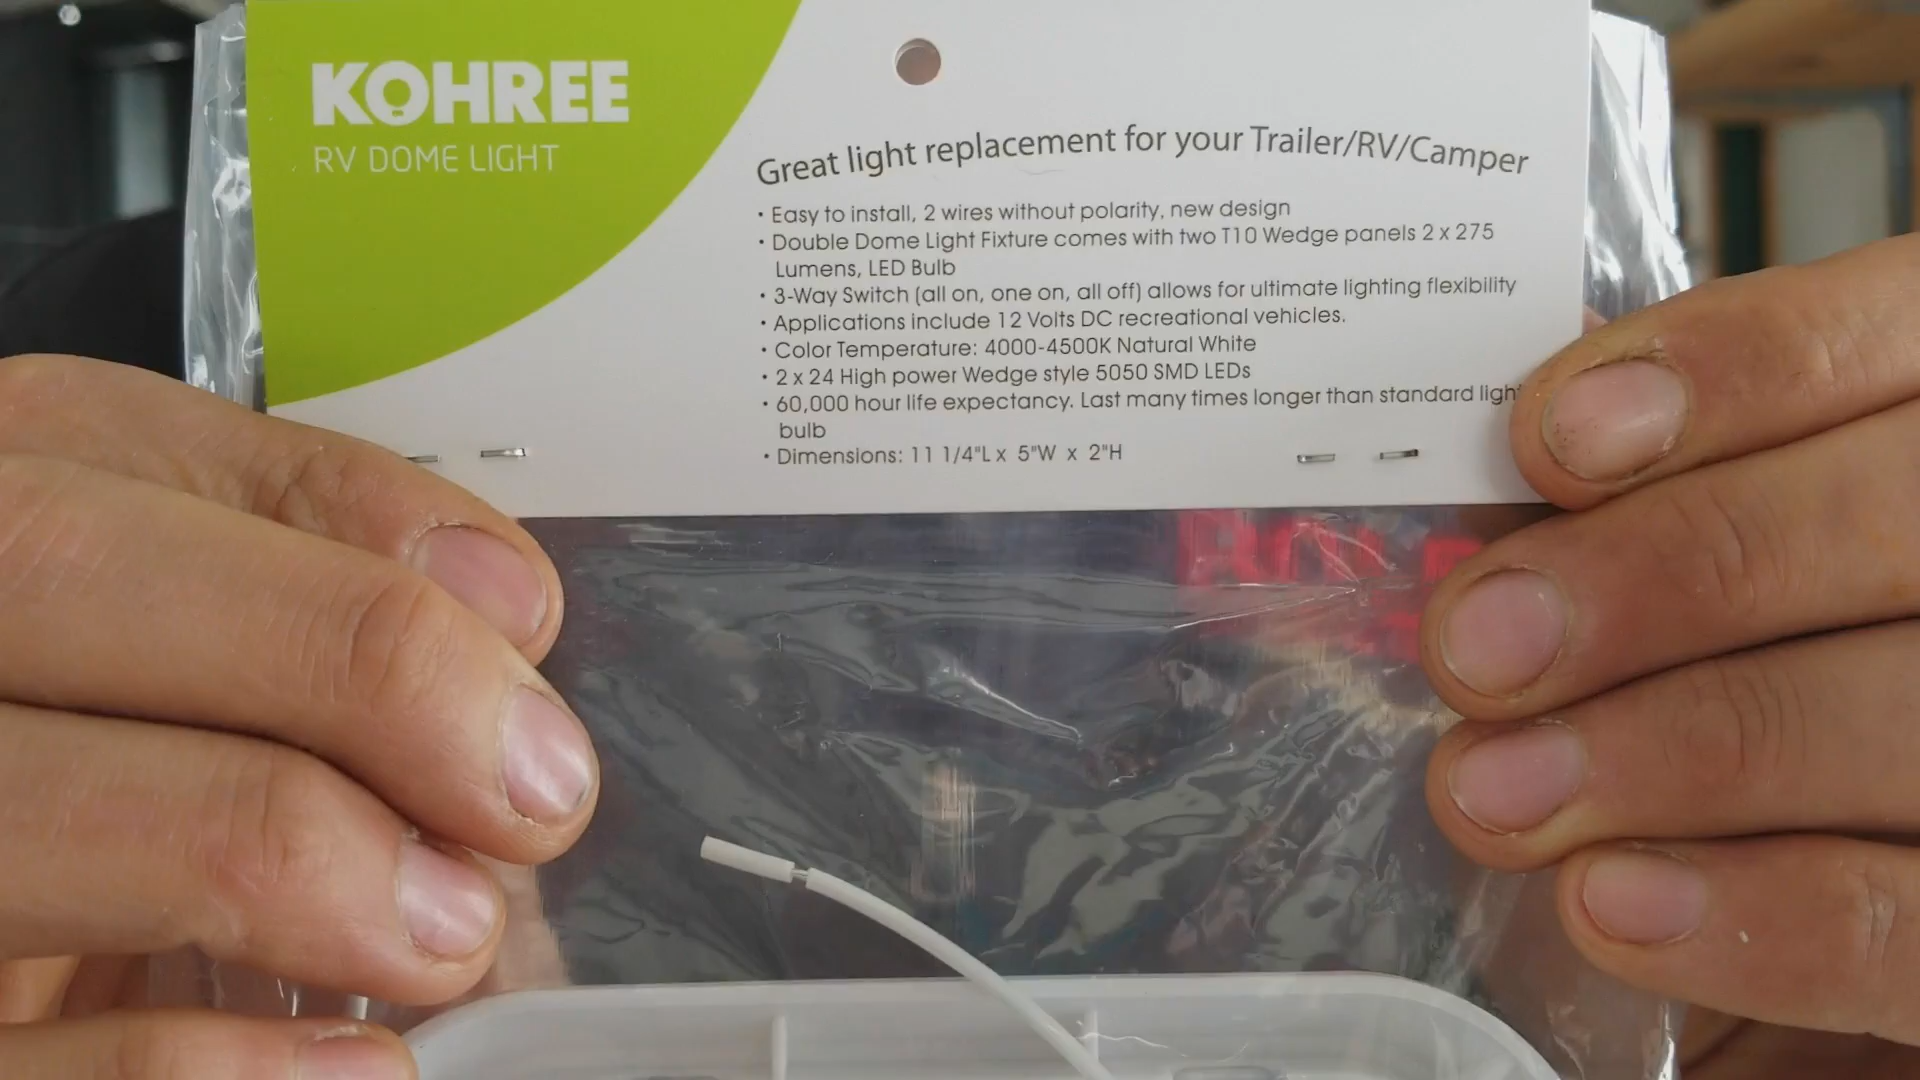 KOHREE
RV DOME LIGHT
Great light replacement for your Trailer/RV/Camper
• Easy to install, 2 wires without polarity, new design
• Double Dome Light Fixture comes with two T10 Wedge panels 2 x 275
Lumens, LED Bulb
• 3-Way Switch (all on, one on, all off) allows for ultimate lighting flexibility
• Applications include 12 Volts DC recreational vehicles.
• Color Temperature: 4000-4500K Natural White
• 2 x 24 High power Wedge style 5050 SMD LEDs
• 60,000 hour life expectancy. Last many times longer than standard light
bulb
• Dimensions: 11 1/4"L x 5"W x 2"H